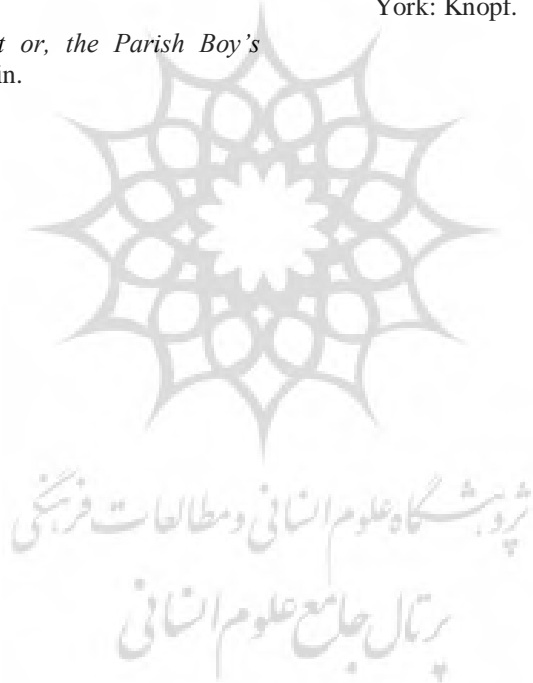 York: Knopf.
t or, the Parish Boy's
in.
پژوهشگاه علوم انسانی و مطالعات فرهنگی
پرتال جامع علوم انسانی